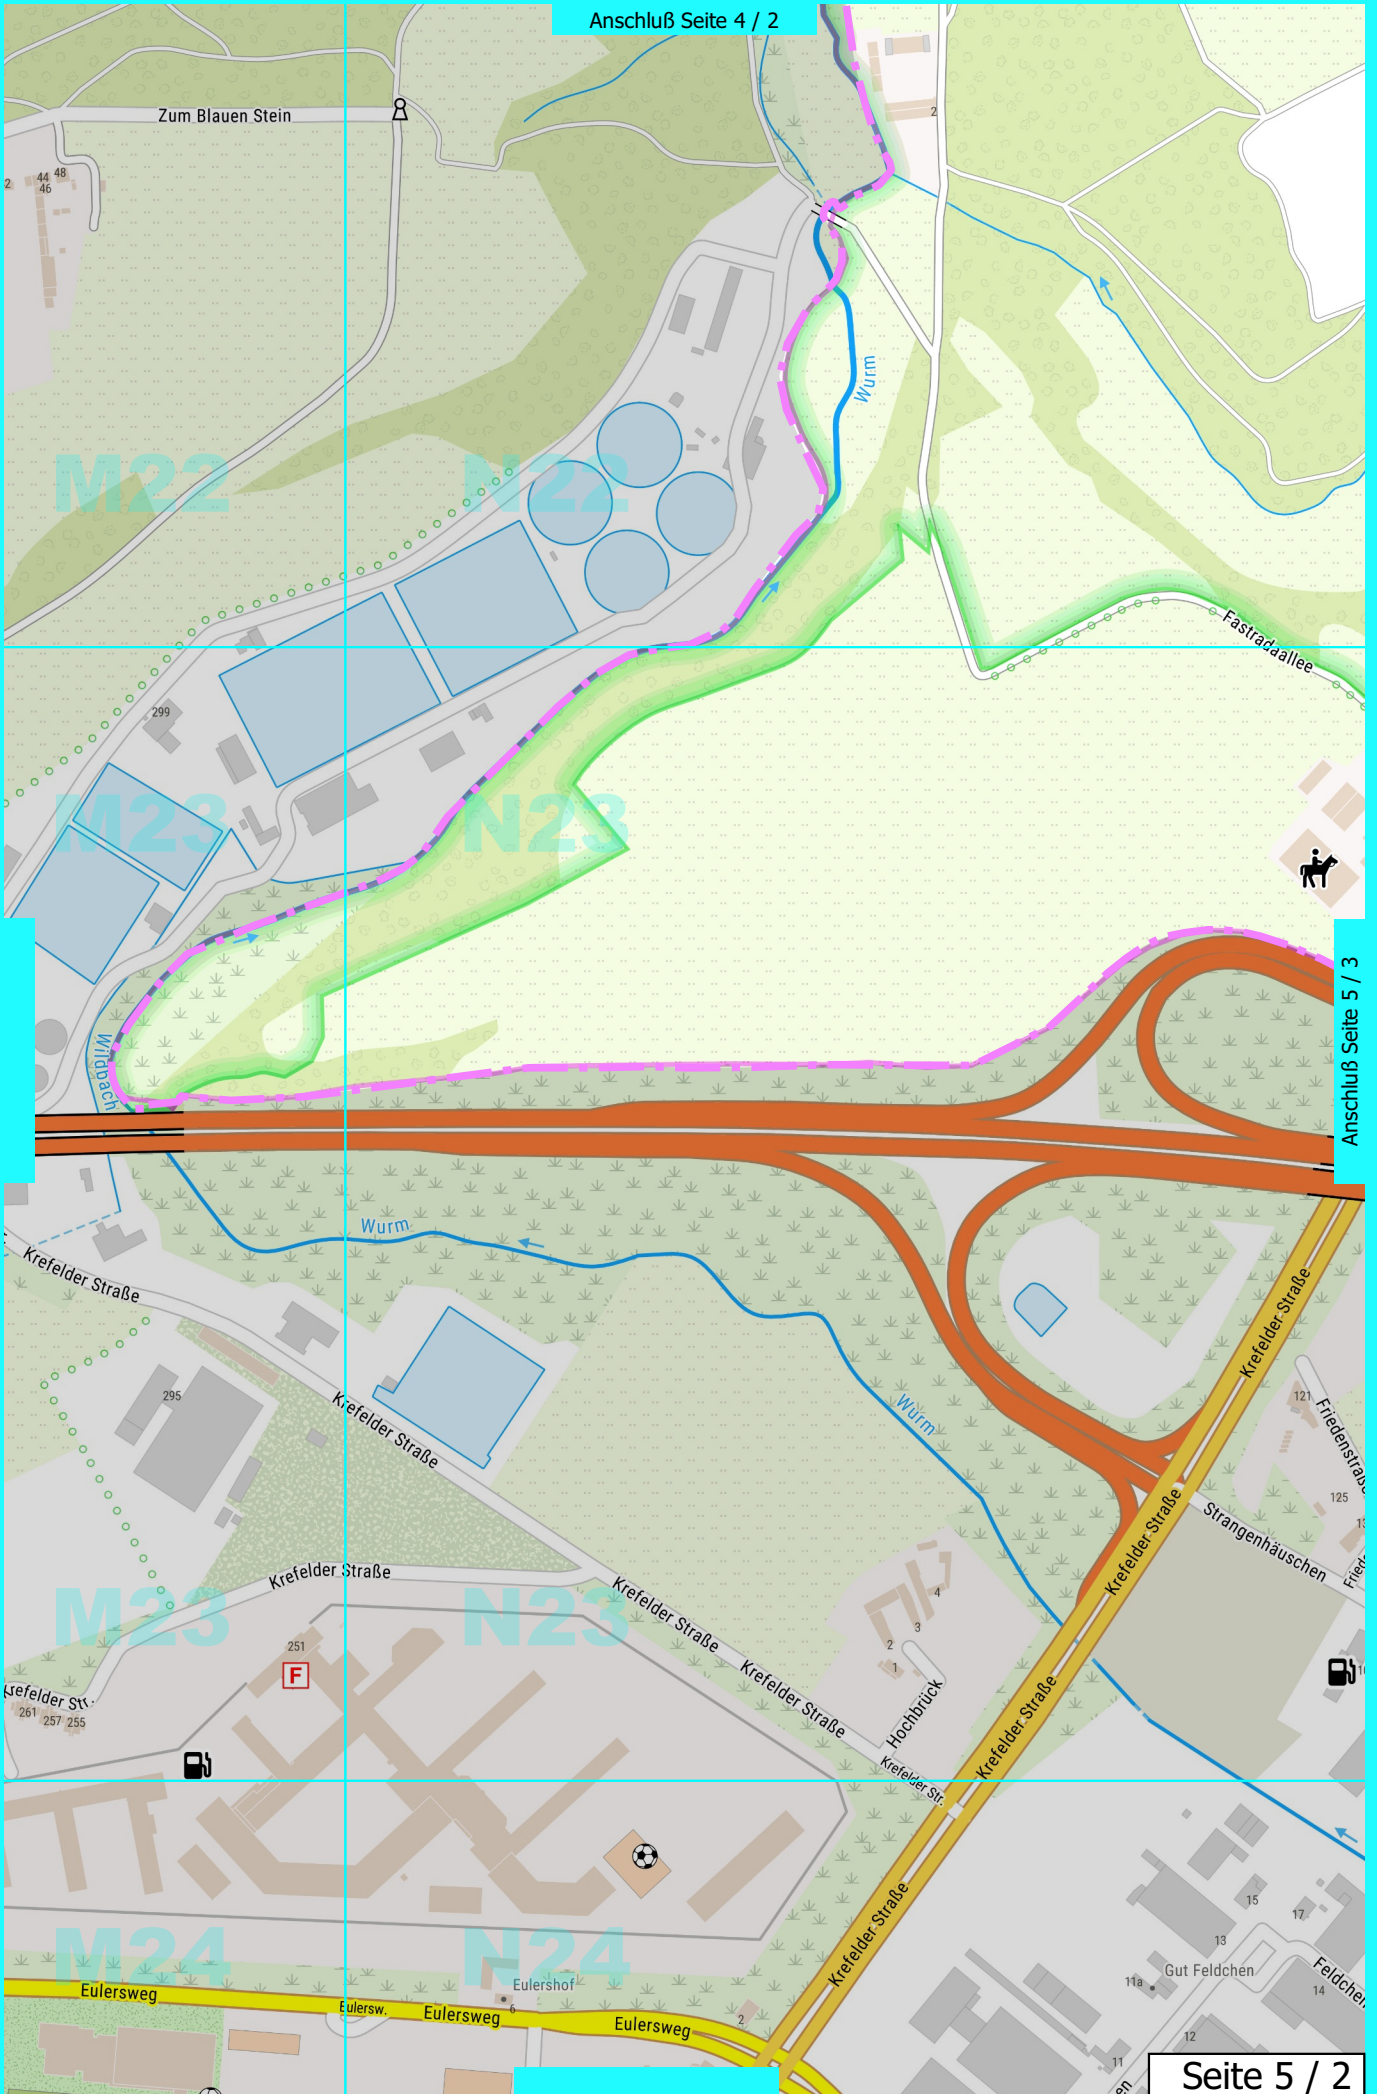 Anschluß Seite 4 / 2
Zum Blauen Stein
2
2
44
48
46
Wurm
M22
N22
Fastradaallee
299
M23
N23
Anschluß Seite 5 / 3
Wildbach
Wurm
Krefelder Straße
Krefelder Straße
295
Krefelder Straße
Wurm
121
Friedenstraße
125
Krefelder Straße
Strangenhäuschen
Krefelder Straße
M23
N23
Krefelder Straße
4
3
2
1
251
F
Krefelder Straße
Hochbrück
Krefelder Straße
Krefelder Str.
261
257
255
Krefelder Str.
Krefelder Straße
15
17
13
M24
N24
Gut Feldchen
11a
Feldchen
14
Eulershof
6
Eulersweg
Eulersw.
Eulersweg
Eulersweg
2
12
11
Seite 5 / 2